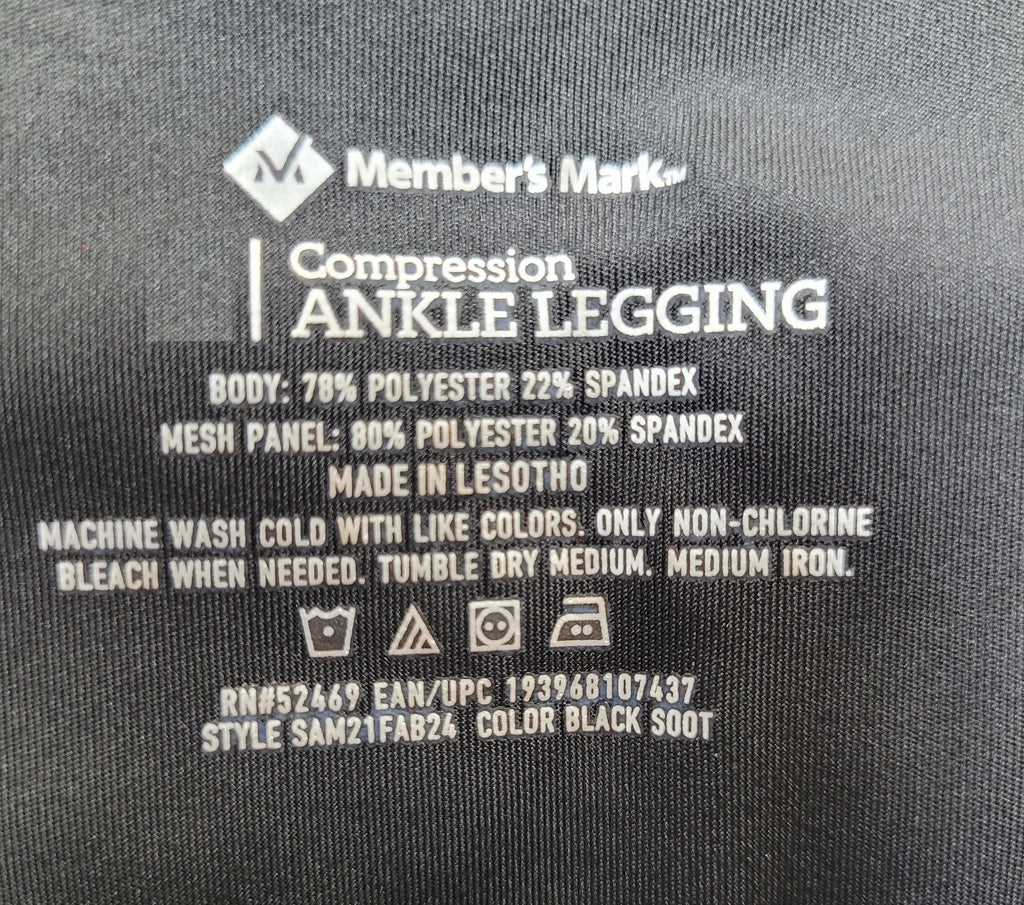 Member's Mark™
Compression
ANKLE LEGGING
BODY: 78% POLYESTER 22% SPANDEX
MESH PANEL: 80% POLYESTER 20% SPANDEX
MADE IN LESOTHO
MACHINE WASH COLD WITH LIKE COLORS. ONLY NON-CHLORINE
BLEACH WHEN NEEDED. TUMBLE DRY MEDIUM. MEDIUM IRON.
RN#52469 EAN/UPC 193968107437
STYLE SAM21FAB24 COLOR BLACK SOOT